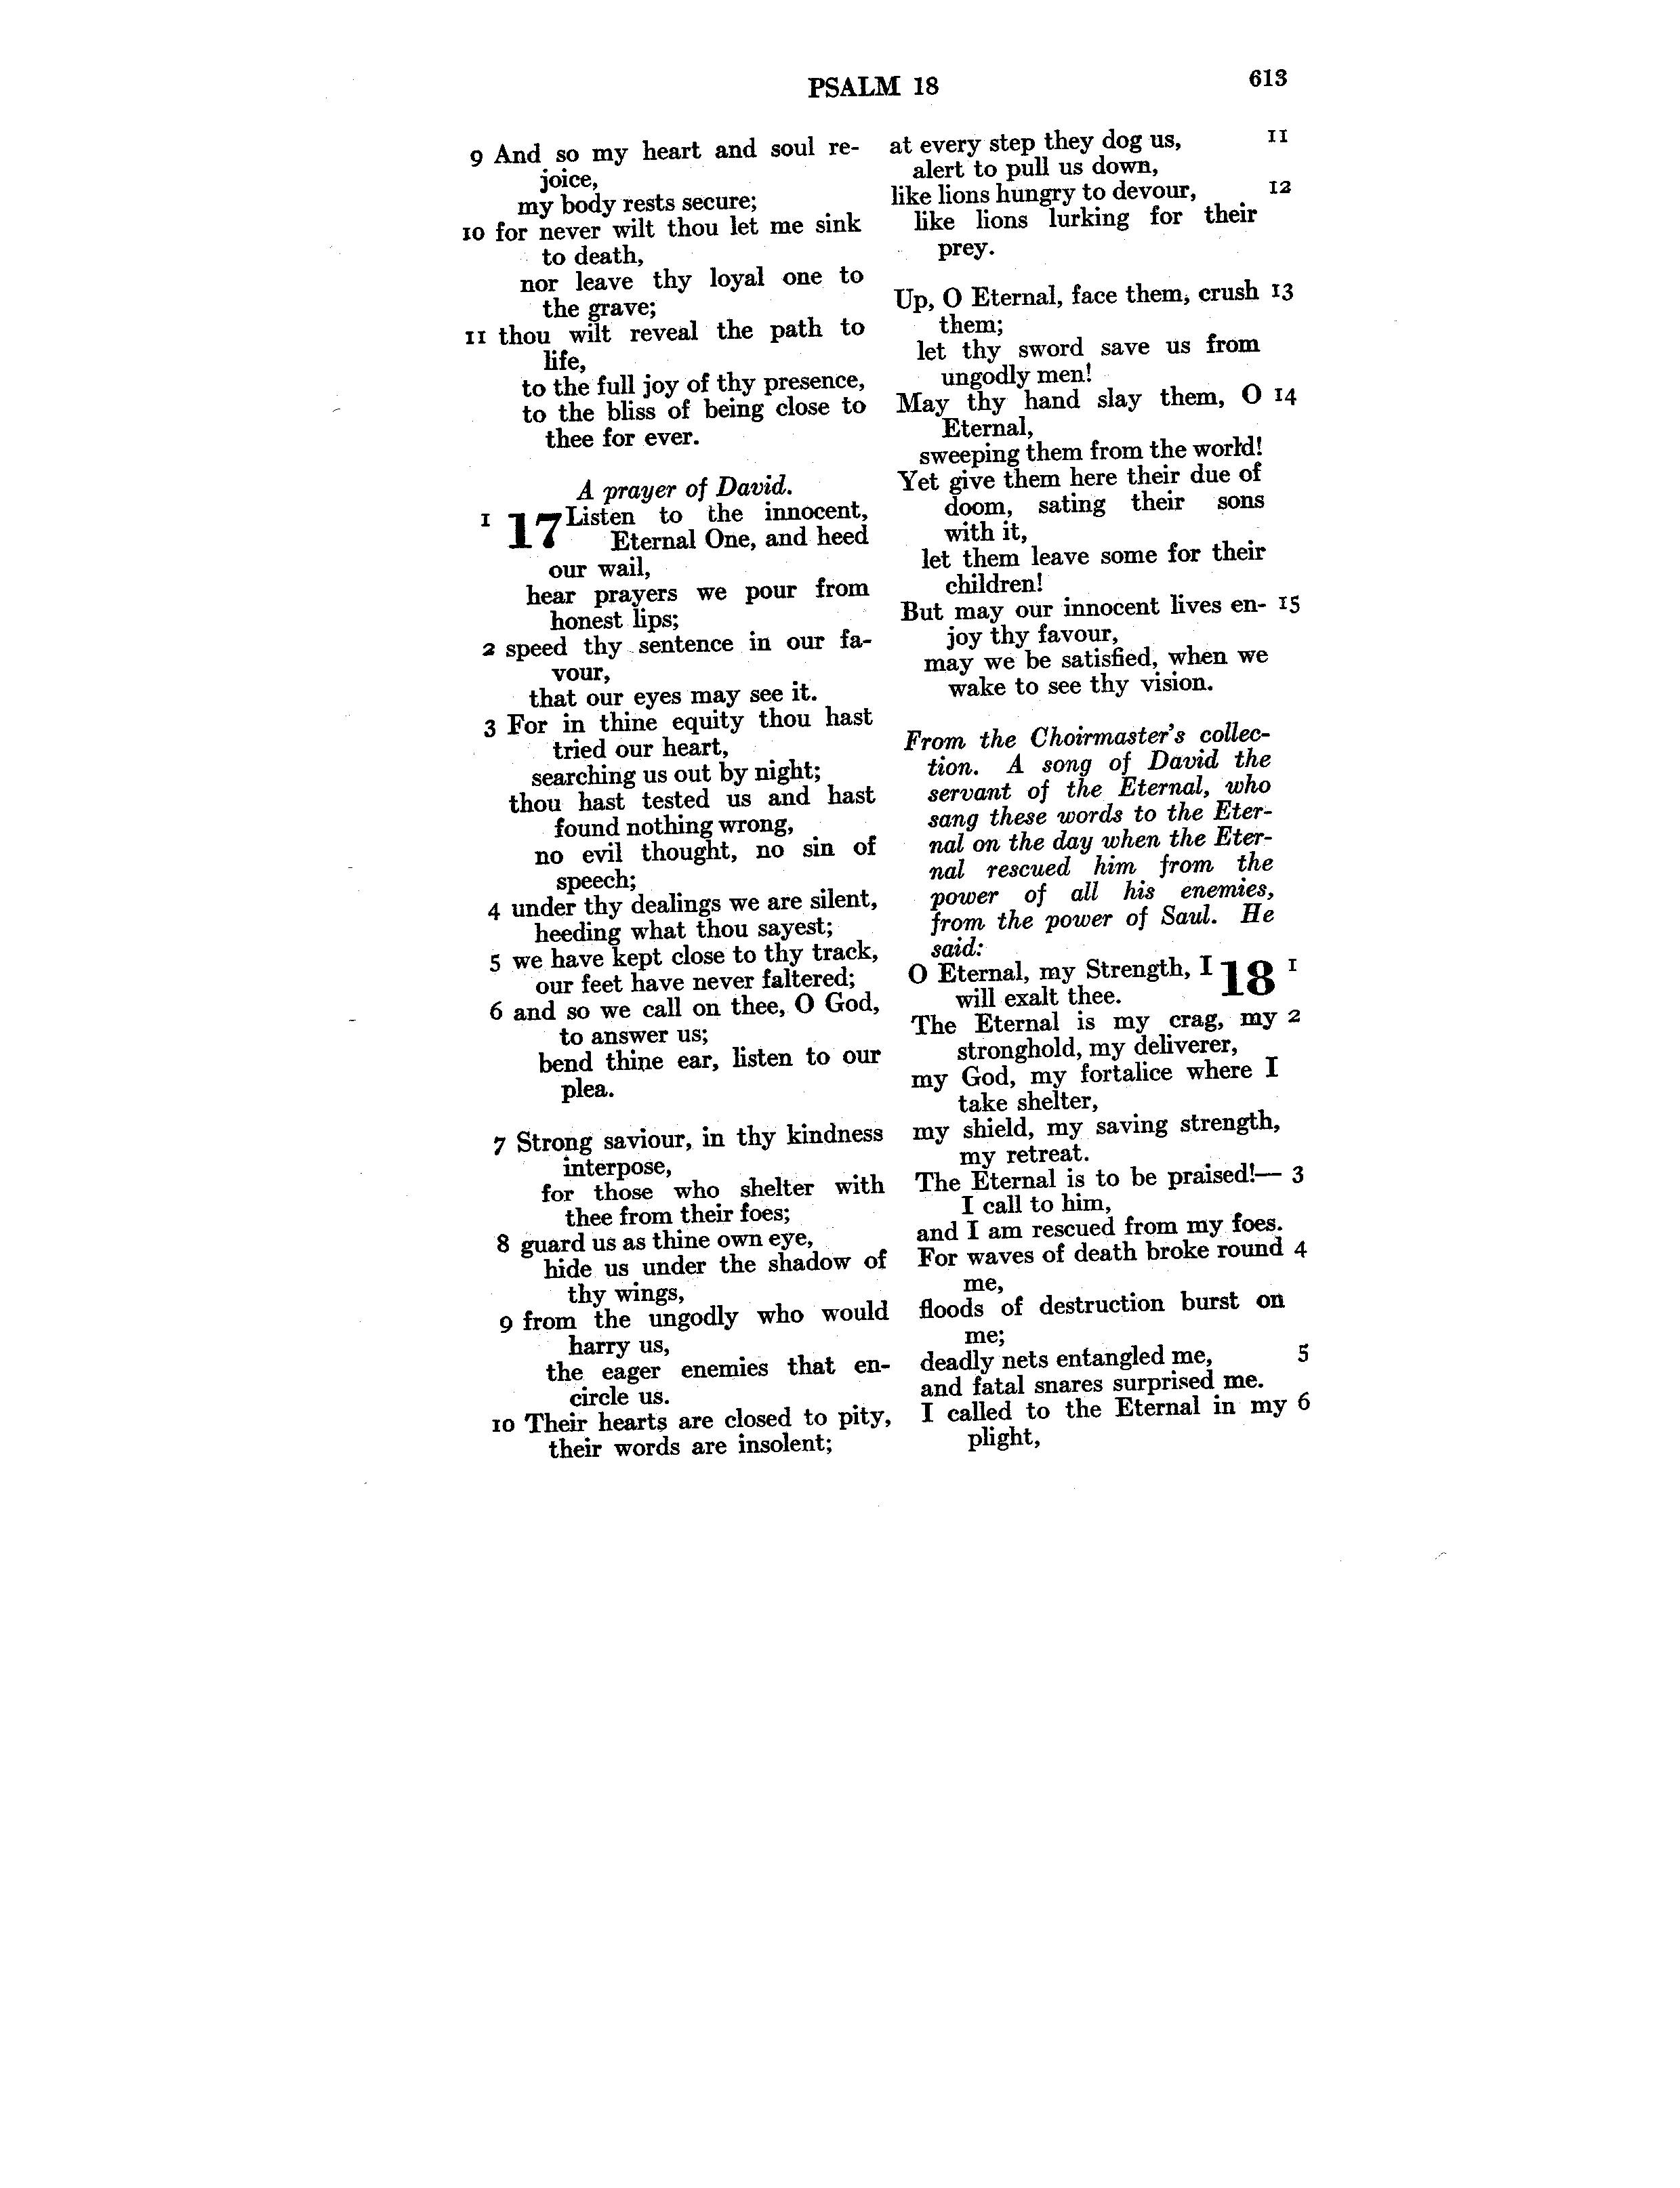 PSALM 18
613
9 And so my heart and soul re-
joice,
my body rests secure;
10 for never wilt thou let me sink
to death,
nor leave thy loyal one to
the grave;
11 thou wilt reveal the path to
life,
to the full joy of thy presence,
to the bliss of being close to
thee for ever.
A prayer of David.
1 17 Listen to the innocent,
Eternal One, and heed
our wail,
hear prayers we pour from
honest lips;
2 speed thy sentence in our fa-
vour,
that our eyes may see it.
3 For in thine equity thou hast
tried our heart,
searching us out by night;
thou hast tested us and hast
found nothing wrong,
no evil thought, no sin of
speech;
4 under thy dealings we are silent,
heeding what thou sayest;
5 we have kept close to thy track,
our feet have never faltered;
6 and so we call on thee, O God,
to answer us;
bend thine ear, listen to our
plea.
7 Strong saviour, in thy kindness
interpose,
for those who shelter with
thee from their foes;
8 guard us as thine own eye,
hide us under the shadow of
thy wings,
9 from the ungodly who would
harry us,
the eager enemies that en-
circle us.
10 Their hearts are closed to pity,
their words are insolent;
at every step they dog us, 11
alert to pull us down,
like lions hungry to devour, 12
like lions lurking for their
prey.
Up, O Eternal, face them, crush 13
them;
let thy sword save us from
ungodly men!
May thy hand slay them, O 14
Eternal,
sweeping them from the world!
Yet give them here their due of
doom, sating their sons
with it,
let them leave some for their
children!
But may our innocent lives en- 15
joy thy favour,
may we be satisfied, when we
wake to see thy vision.
From the Choirmaster's collec-
tion. A song of David the
servant of the Eternal, who
sang these words to the Eter-
nal on the day when the Eter-
nal rescued him from the
power of all his enemies,
from the power of Saul. He
said:
O Eternal, my Strength, I 18 1
will exalt thee.
The Eternal is my crag, my 2
stronghold, my deliverer,
my God, my fortalice where I
take shelter,
my shield, my saving strength,
my retreat.
The Eternal is to be praised!— 3
I call to him,
and I am rescued from my foes.
For waves of death broke round 4
me,
floods of destruction burst on
me;
deadly nets entangled me, 5
and fatal snares surprised me.
I called to the Eternal in my 6
plight,